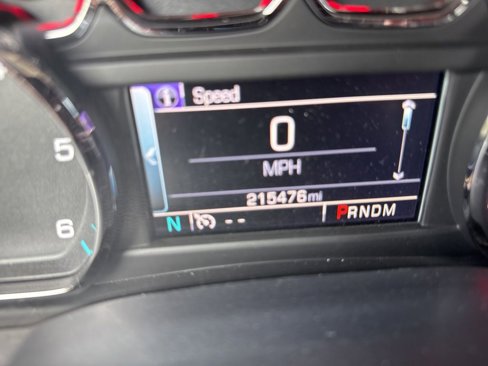 Speed
0
MPH
5
215476mi
6
N -- PRNDM